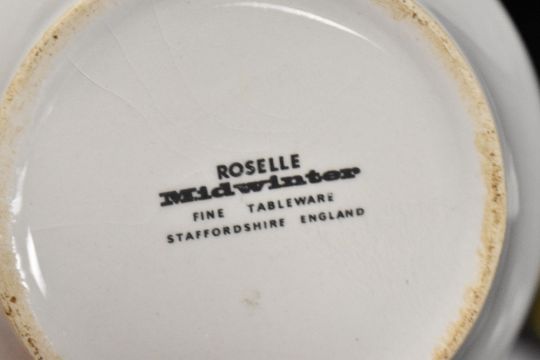 ROSELLE
Midwinter
FINE TABLEWARE
STAFFORDSHIRE ENGLAND